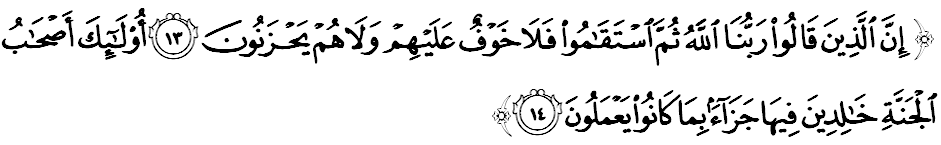 ﴿ إِنَّ ٱلَّذِينَ قَالُوا۟ رَبُّنَا ٱللَّهُ ثُمَّ ٱسْتَقَـٰمُوا۟ فَلَا خَوْفٌ عَلَيْهِمْ وَلَا هُمْ يَحْزَنُونَ ١٣ أُو۟لَـٰٓئِكَ أَصْحَـٰبُ
ٱلْجَنَّةِ خَـٰلِدِينَ فِيهَا جَزَآءًۢ بِمَا كَانُوا۟ يَعْمَلُونَ ١٤ ﴾